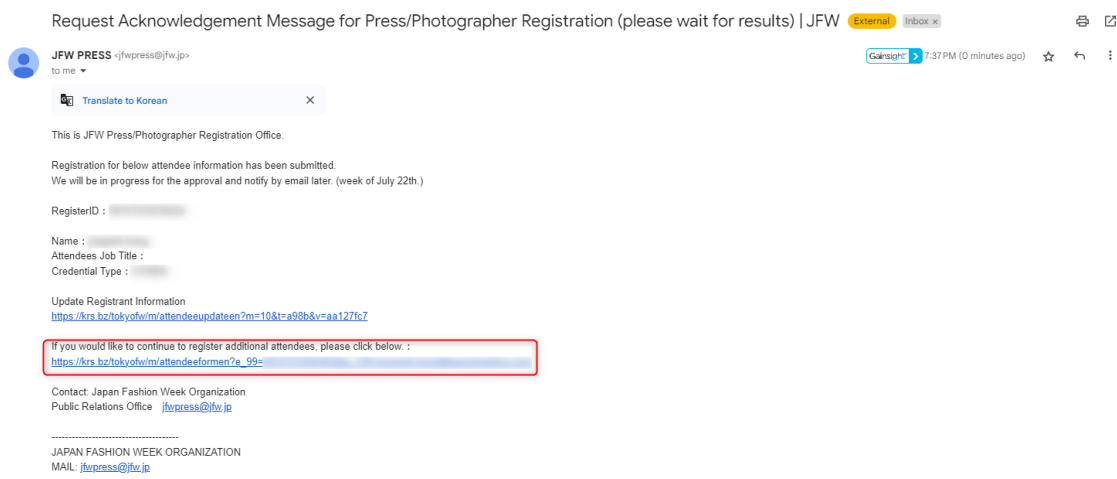 Request Acknowledgement Message for Press/Photographer Registration (please wait for results) | JFW External Inbox x
JFW PRESS <jfwpress@jfw.jp>
Gainsight 7:37 PM (0 minutes ago)
to me
Translate to Korean
This is JFW Press/Photographer Registration Office.
Registration for below attendee information has been submitted.
We will be in progress for the approval and notify by email later. (week of July 22th.)
RegisterID :
Name :
Attendees Job Title :
Credential Type :
Update Registrant Information
https://krs.bz/tokyofw/m/attendeeupdateen?m=10&t=a98b&v=aa127fc7
If you would like to continue to register additional attendees, please click below. :
https://krs.bz/tokyofw/m/attendeeformen?e_99=
Contact: Japan Fashion Week Organization
Public Relations Office jfwpress@jfw.jp
------------------------------------
JAPAN FASHION WEEK ORGANIZATION
MAIL: jfwpress@jfw.jp